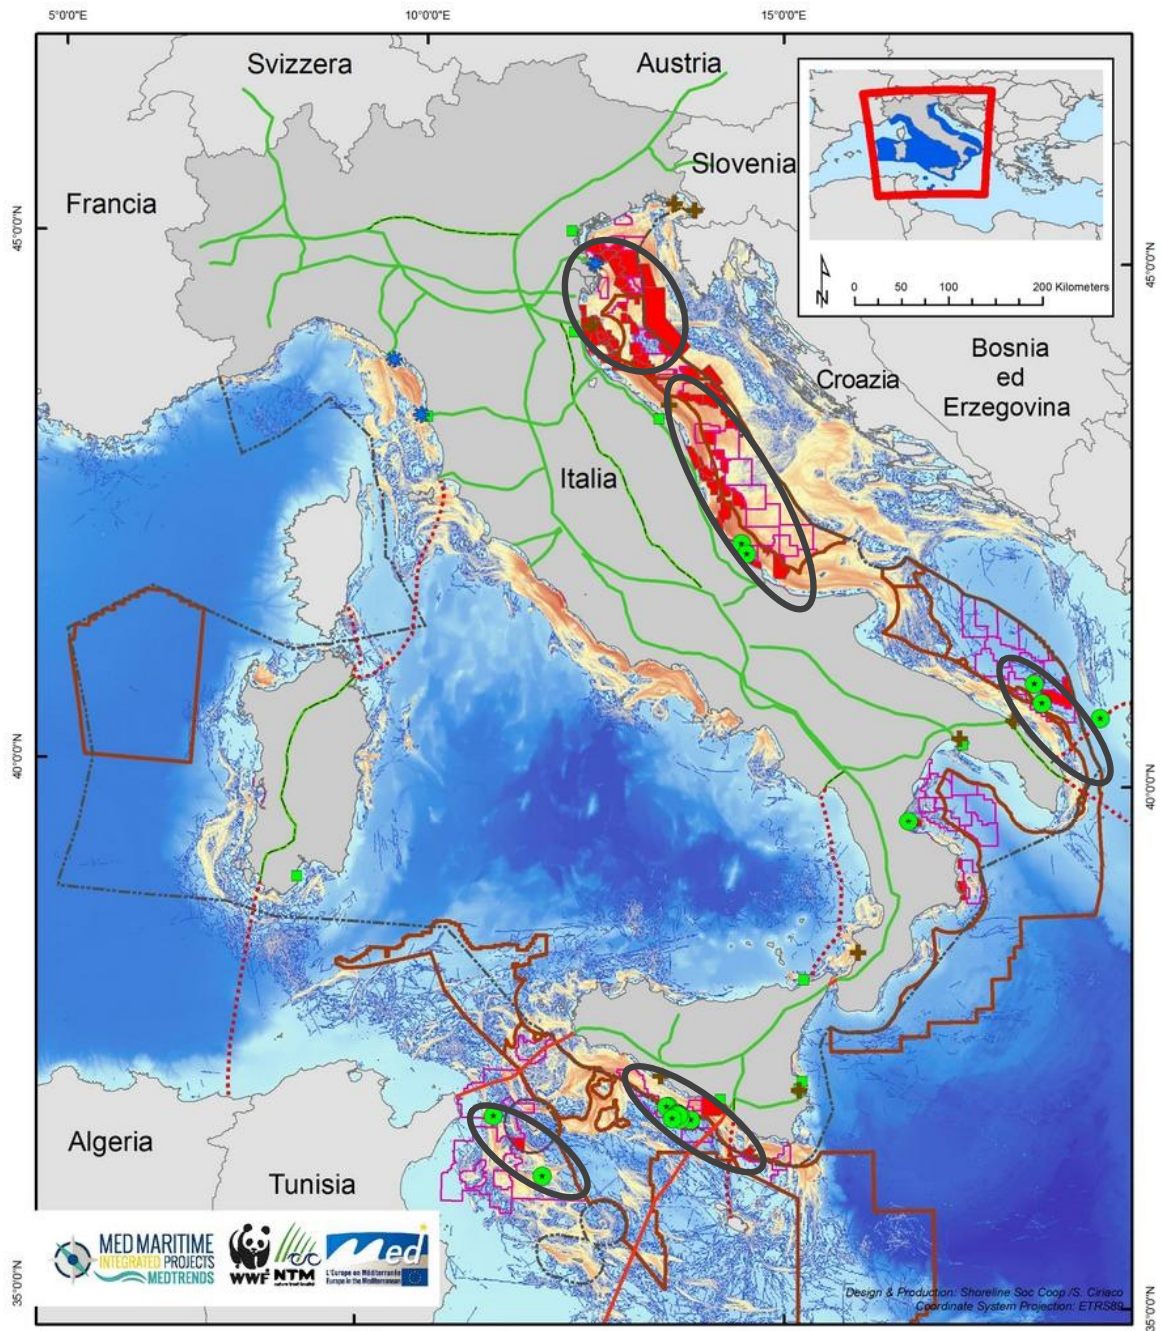 5°0'0"E
10°0'0"E
15°0'0"E
Svizzera
Austria
Slovenia
Francia
45°0'0"N
45°0'0"N
N
0 50 100 200 Kilometers
Bosnia
ed
Erzegovina
Croazia
Italia
40°0'0"N
40°0'0"N
Algeria
Tunisia
MED MARITIME
INTEGRATED PROJECTS
MEDTRENDS
WWF
NTM
Med
L'Europe en Méditerranée
Europe in the Mediterranean
Design & Production: Shoreline Soc Coop /S. Ciriaco
Coordinate System Projection: ETRS89
35°0'0"N
35°0'0"N